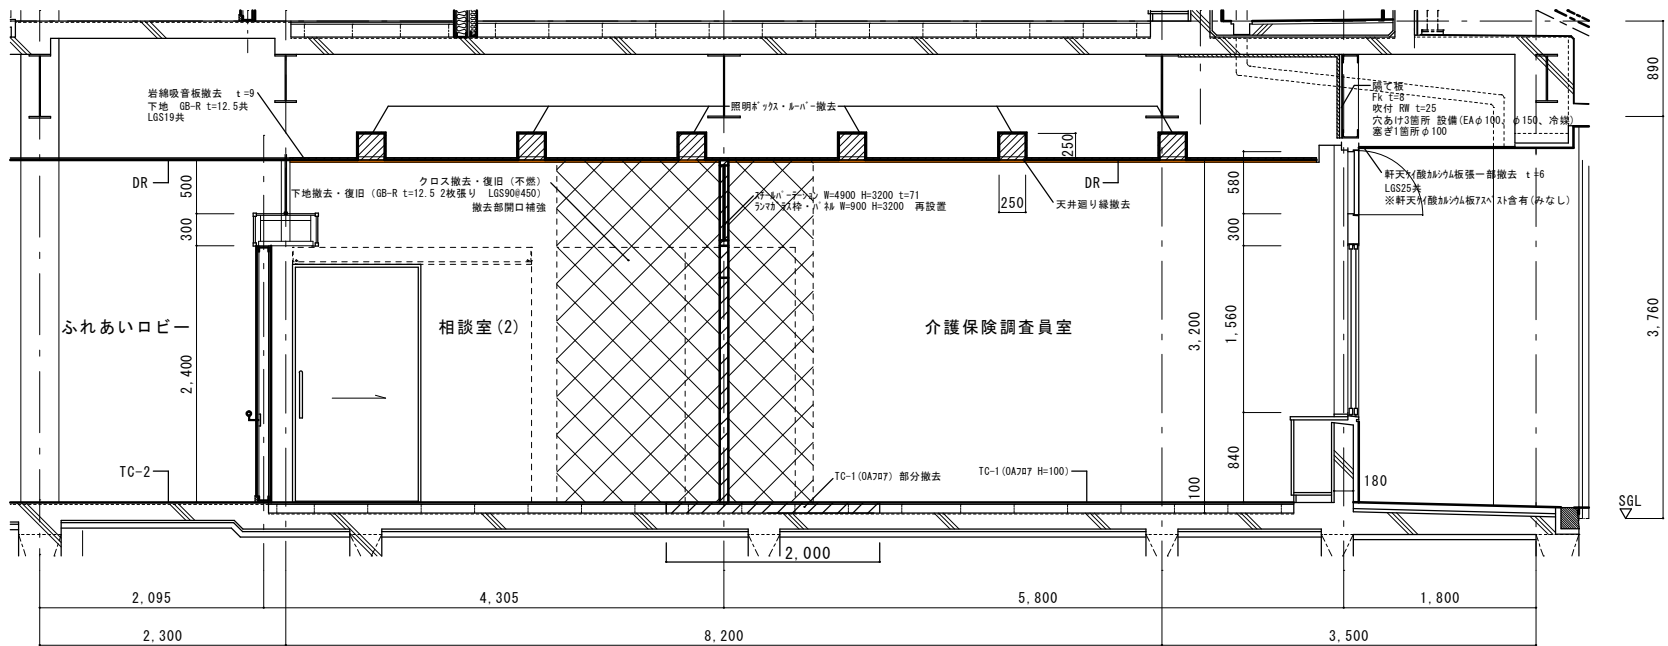 岩綿吸音板撤去 t=9
下地 GB-R t=12.5共
LGS19共
照明ボックス・ルーバー撤去
隔て板
Fk t=8
吹付 RW t=25
穴あけ3箇所 設備(EAφ100、φ150、冷媒)
塞ぎ1箇所φ100
890
DR
500
300
クロス撤去・復旧 (不燃)
下地撤去・復旧 (GB-R t=12.5 2枚張り LGS90@450)
撤去部開口補強
スチールパーテーション W=4900 H=3200 t=71
ランマガラス枠・パネル W=900 H=3200 再設置
250
250
天井廻り縁撤去
DR
580
300
軒天ケイ酸カルシウム板張一部撤去 t=6
LGS25共
※軒天ケイ酸カルシウム板アスベスト含有(みなし)
ふれあいロビー
相談室(2)
介護保険調査員室
2,400
3,200
1,560
3,760
TC-2
TC-1(OAフロア) 部分撤去
TC-1(OAフロア H=100)
100
840
180
SGL
2,000
2,095
4,305
5,800
1,800
2,300
8,200
3,500